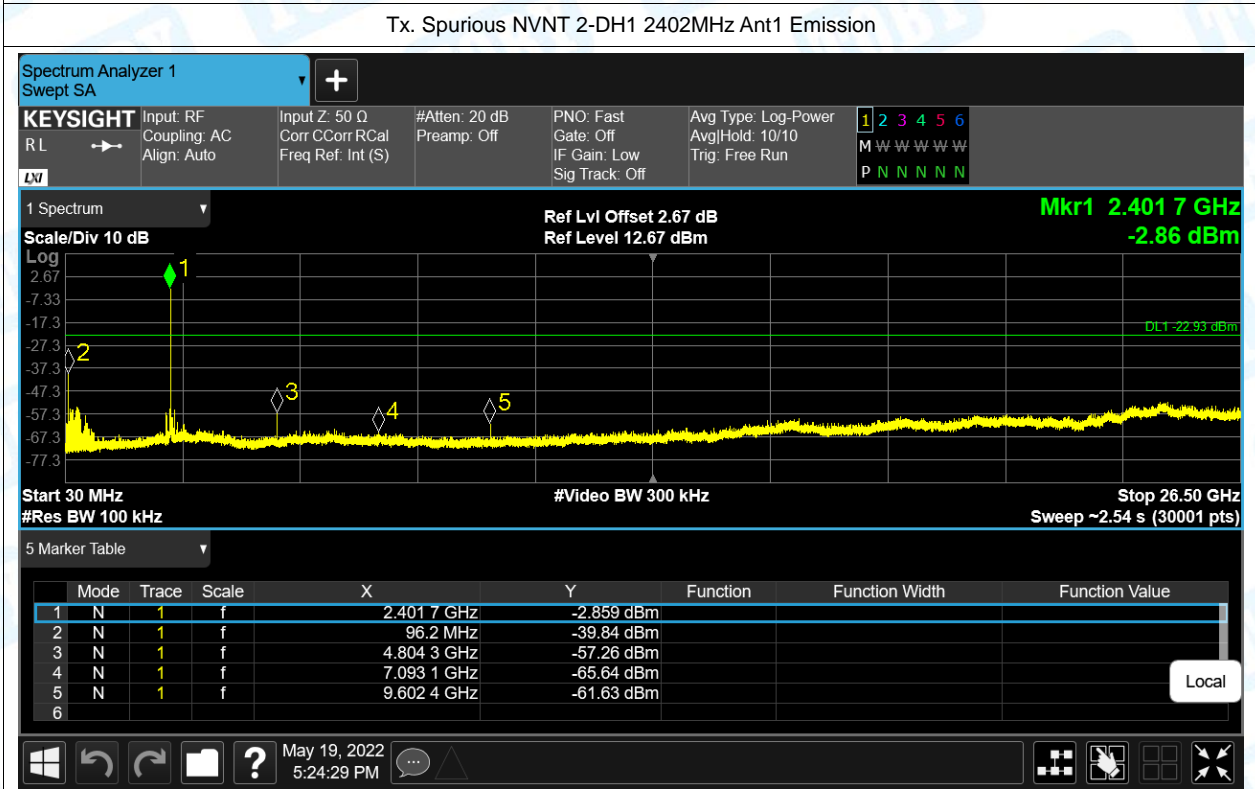 Tx. Spurious NVNT 2-DH1 2402MHz Ant1 Emission
Spectrum Analyzer 1
Swept SA
KEYSIGHT
R L
LXI
Input: RF
Coupling: AC
Align: Auto
Input Z: 50 Ω
Corr CCorr RCal
Freq Ref: Int (S)
#Atten: 20 dB
Preamp: Off
PNO: Fast
Gate: Off
IF Gain: Low
Sig Track: Off
Avg Type: Log-Power
Avg|Hold: 10/10
Trig: Free Run
1 2 3 4 5 6
M W W W W W
P N N N N N
1 Spectrum
Scale/Div 10 dB
Ref Lvl Offset 2.67 dB
Ref Level 12.67 dBm
Mkr1 2.401 7 GHz
-2.86 dBm
Log
2.67
-7.33
-17.3
-27.3
-37.3
-47.3
-57.3
-67.3
-77.3
1
2
3
4
5
DL1 -22.93 dBm
Start 30 MHz
#Video BW 300 kHz
Stop 26.50 GHz
#Res BW 100 kHz
Sweep ~2.54 s (30001 pts)
5 Marker Table
Mode Trace Scale X Y Function Function Width Function Value
1 N 1 f 2.401 7 GHz -2.859 dBm
2 N 1 f 96.2 MHz -39.84 dBm
3 N 1 f 4.804 3 GHz -57.26 dBm
4 N 1 f 7.093 1 GHz -65.64 dBm
5 N 1 f 9.602 4 GHz -61.63 dBm
6
Local
?
May 19, 2022
5:24:29 PM